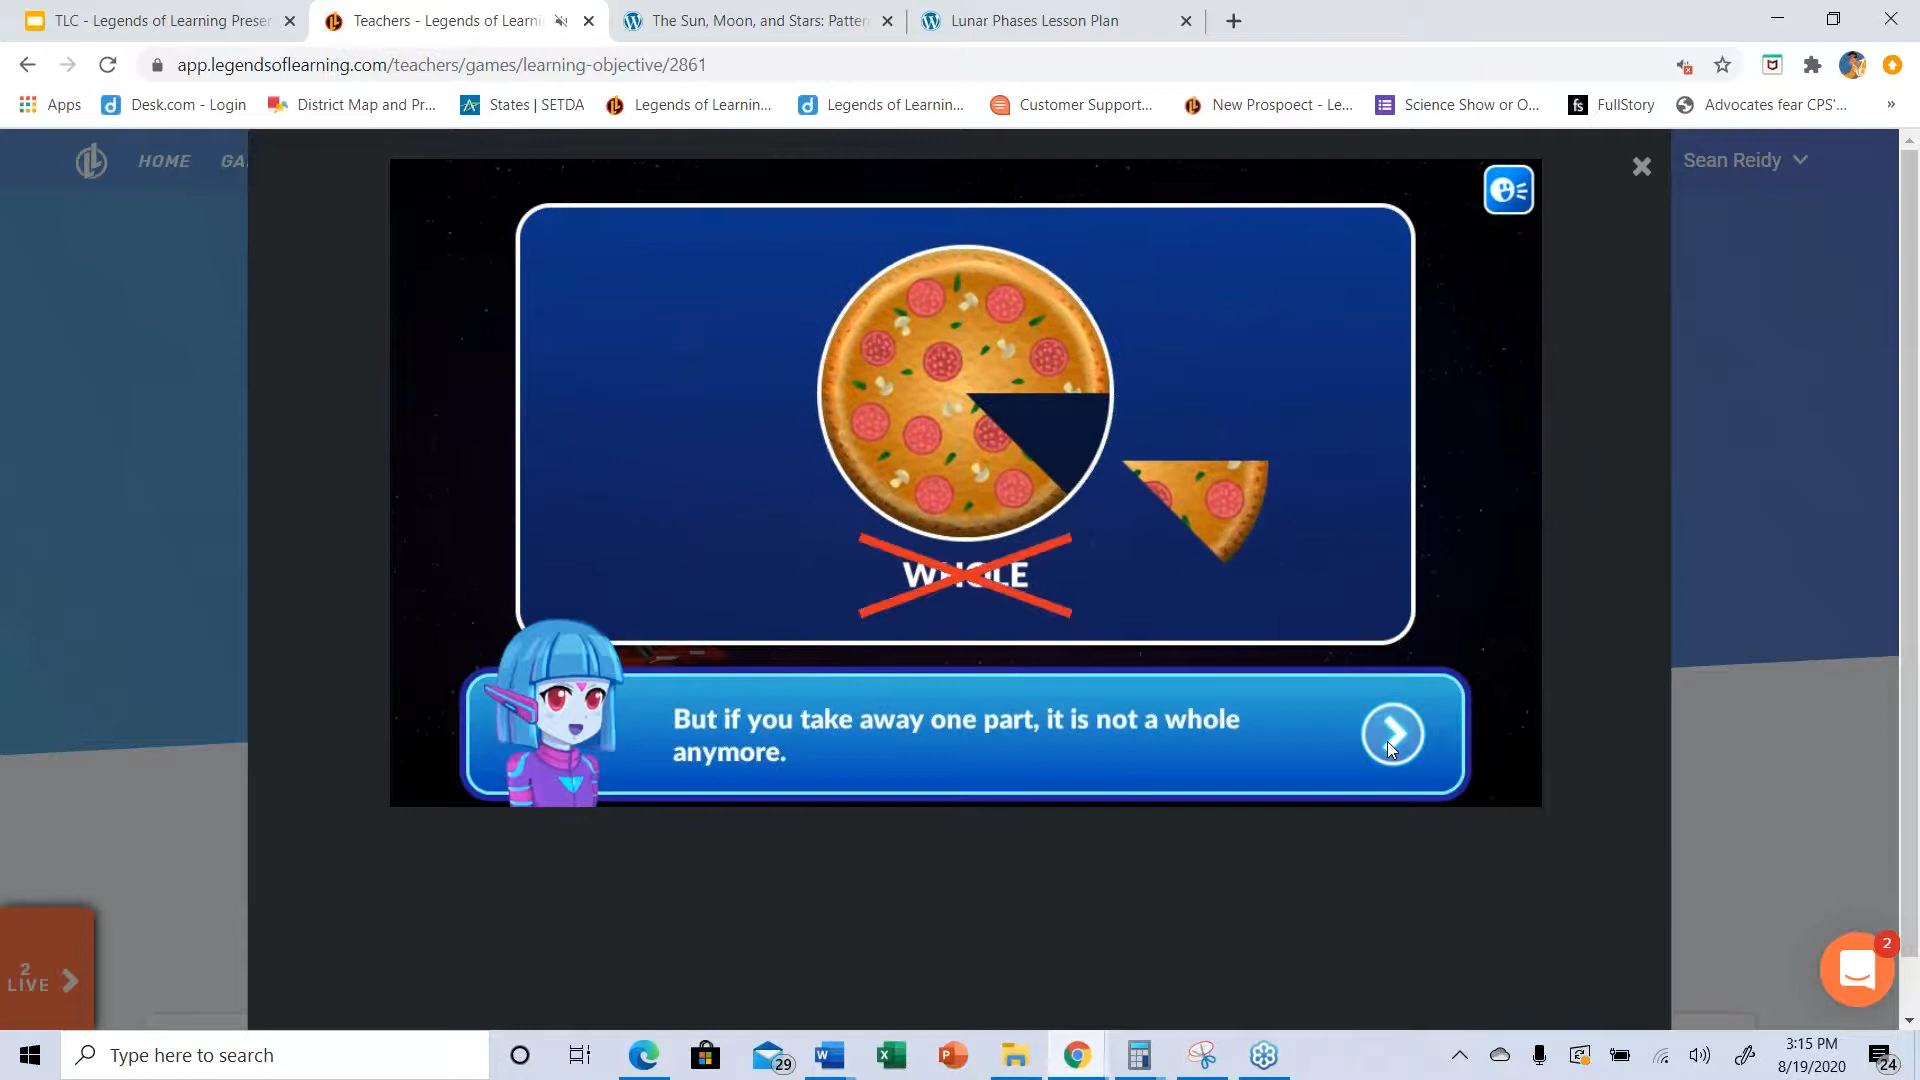 TLC - Legends of Learning Preser
Teachers - Legends of Learni
The Sun, Moon, and Stars: Patter
Lunar Phases Lesson Plan
app.legendsoflearning.com/teachers/games/learning-objective/2861
Apps
Desk.com - Login
District Map and Pr...
States | SETDA
Legends of Learnin...
Legends of Learnin...
Customer Support...
New Prospoect - Le...
Science Show or O...
FullStory
Advocates fear CPS'...
»
HOME
GA
Sean Reidy
WHOLE
But if you take away one part, it is not a whole
anymore.
2
LIVE
2
Type here to search
29
3:15 PM
8/19/2020
24